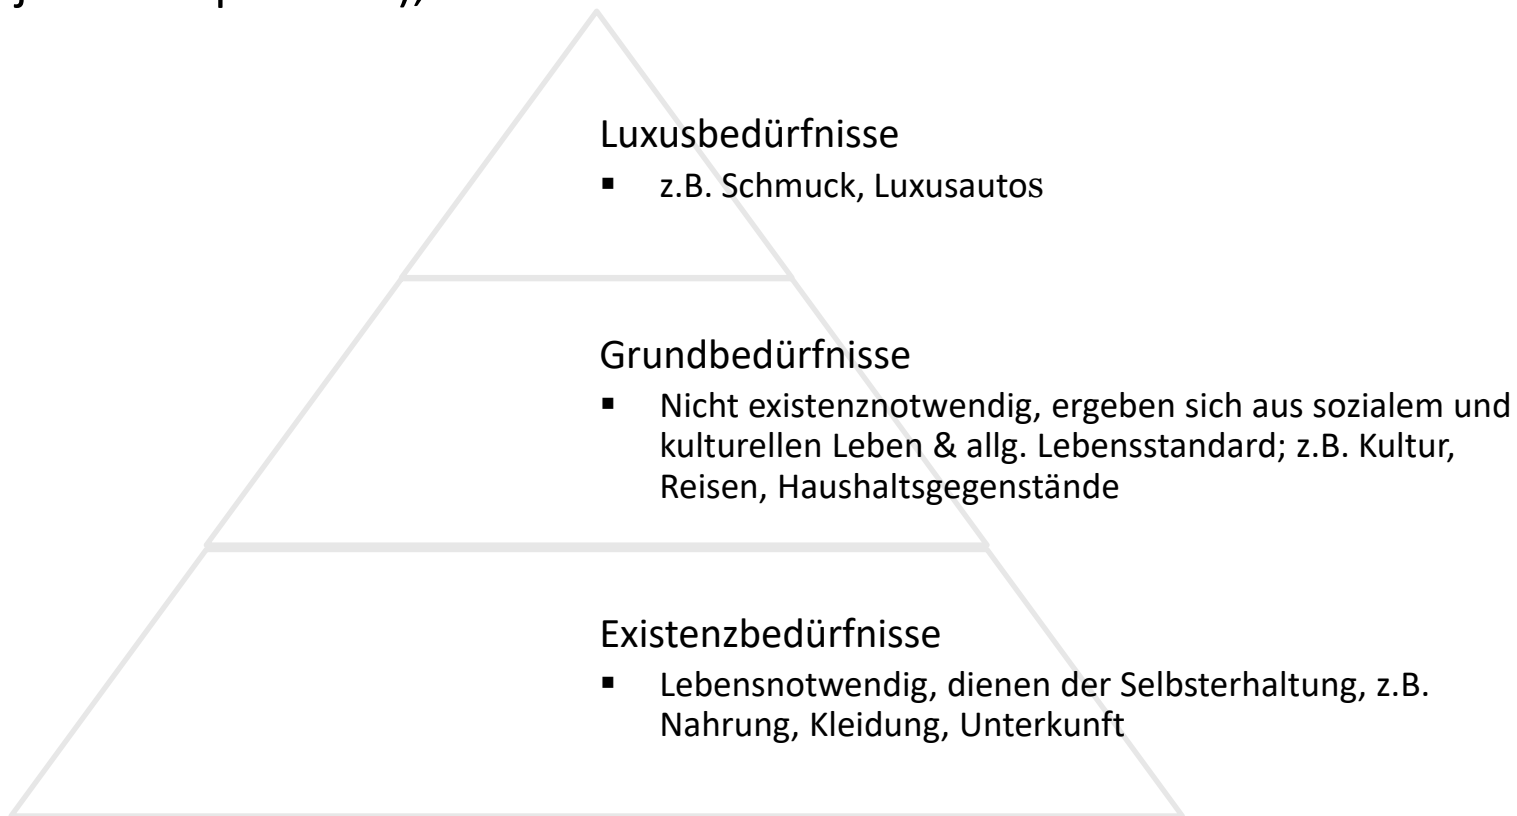 Luxusbedürfnisse
▪ z.B. Schmuck, Luxusautos
Grundbedürfnisse
▪ Nicht existenznotwendig, ergeben sich aus sozialem und
kulturellen Leben & allg. Lebensstandard; z.B. Kultur,
Reisen, Haushaltsgegenstände
Existenzbedürfnisse
▪ Lebensnotwendig, dienen der Selbsterhaltung, z.B.
Nahrung, Kleidung, Unterkunft